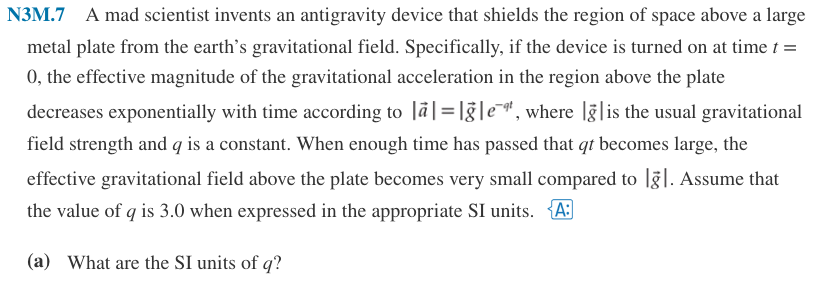 N3M.7 A mad scientist invents an antigravity device that shields the region of space above a large
metal plate from the earth's gravitational field. Specifically, if the device is turned on at time t =
0, the effective magnitude of the gravitational acceleration in the region above the plate
decreases exponentially with time according to |a⃗| = |g⃗|e^{-qt}, where |g⃗| is the usual gravitational
field strength and q is a constant. When enough time has passed that qt becomes large, the
effective gravitational field above the plate becomes very small compared to |g⃗|. Assume that
the value of q is 3.0 when expressed in the appropriate SI units. {A:
(a) What are the SI units of q?